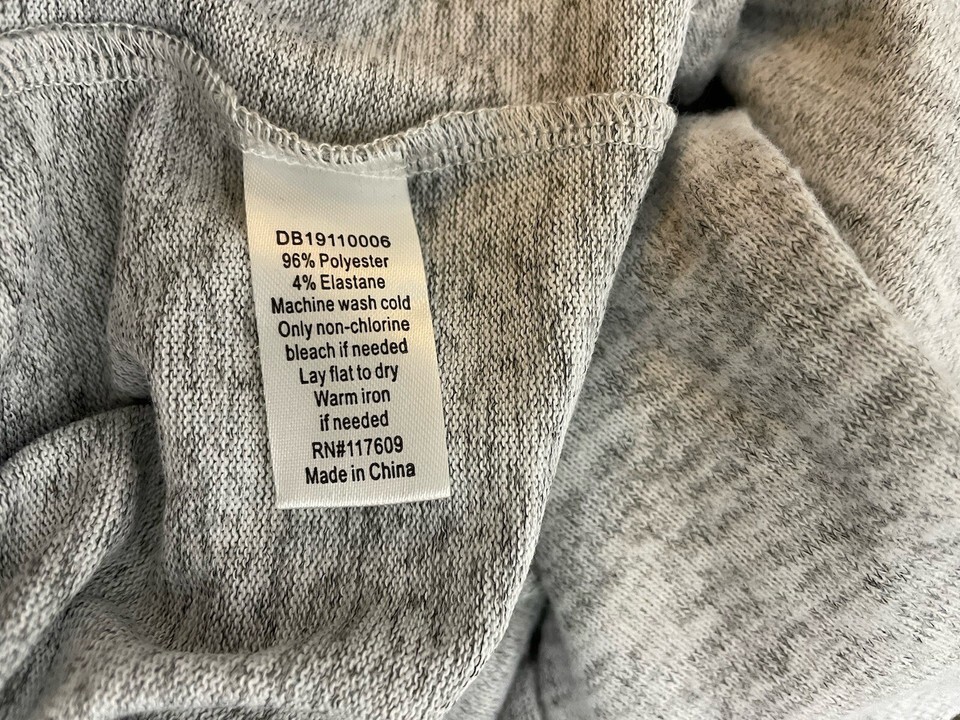 DB19110006
96% Polyester
4% Elastane
Machine wash cold
Only non-chlorine
bleach if needed
Lay flat to dry
Warm iron
if needed
RN#117609
Made in China